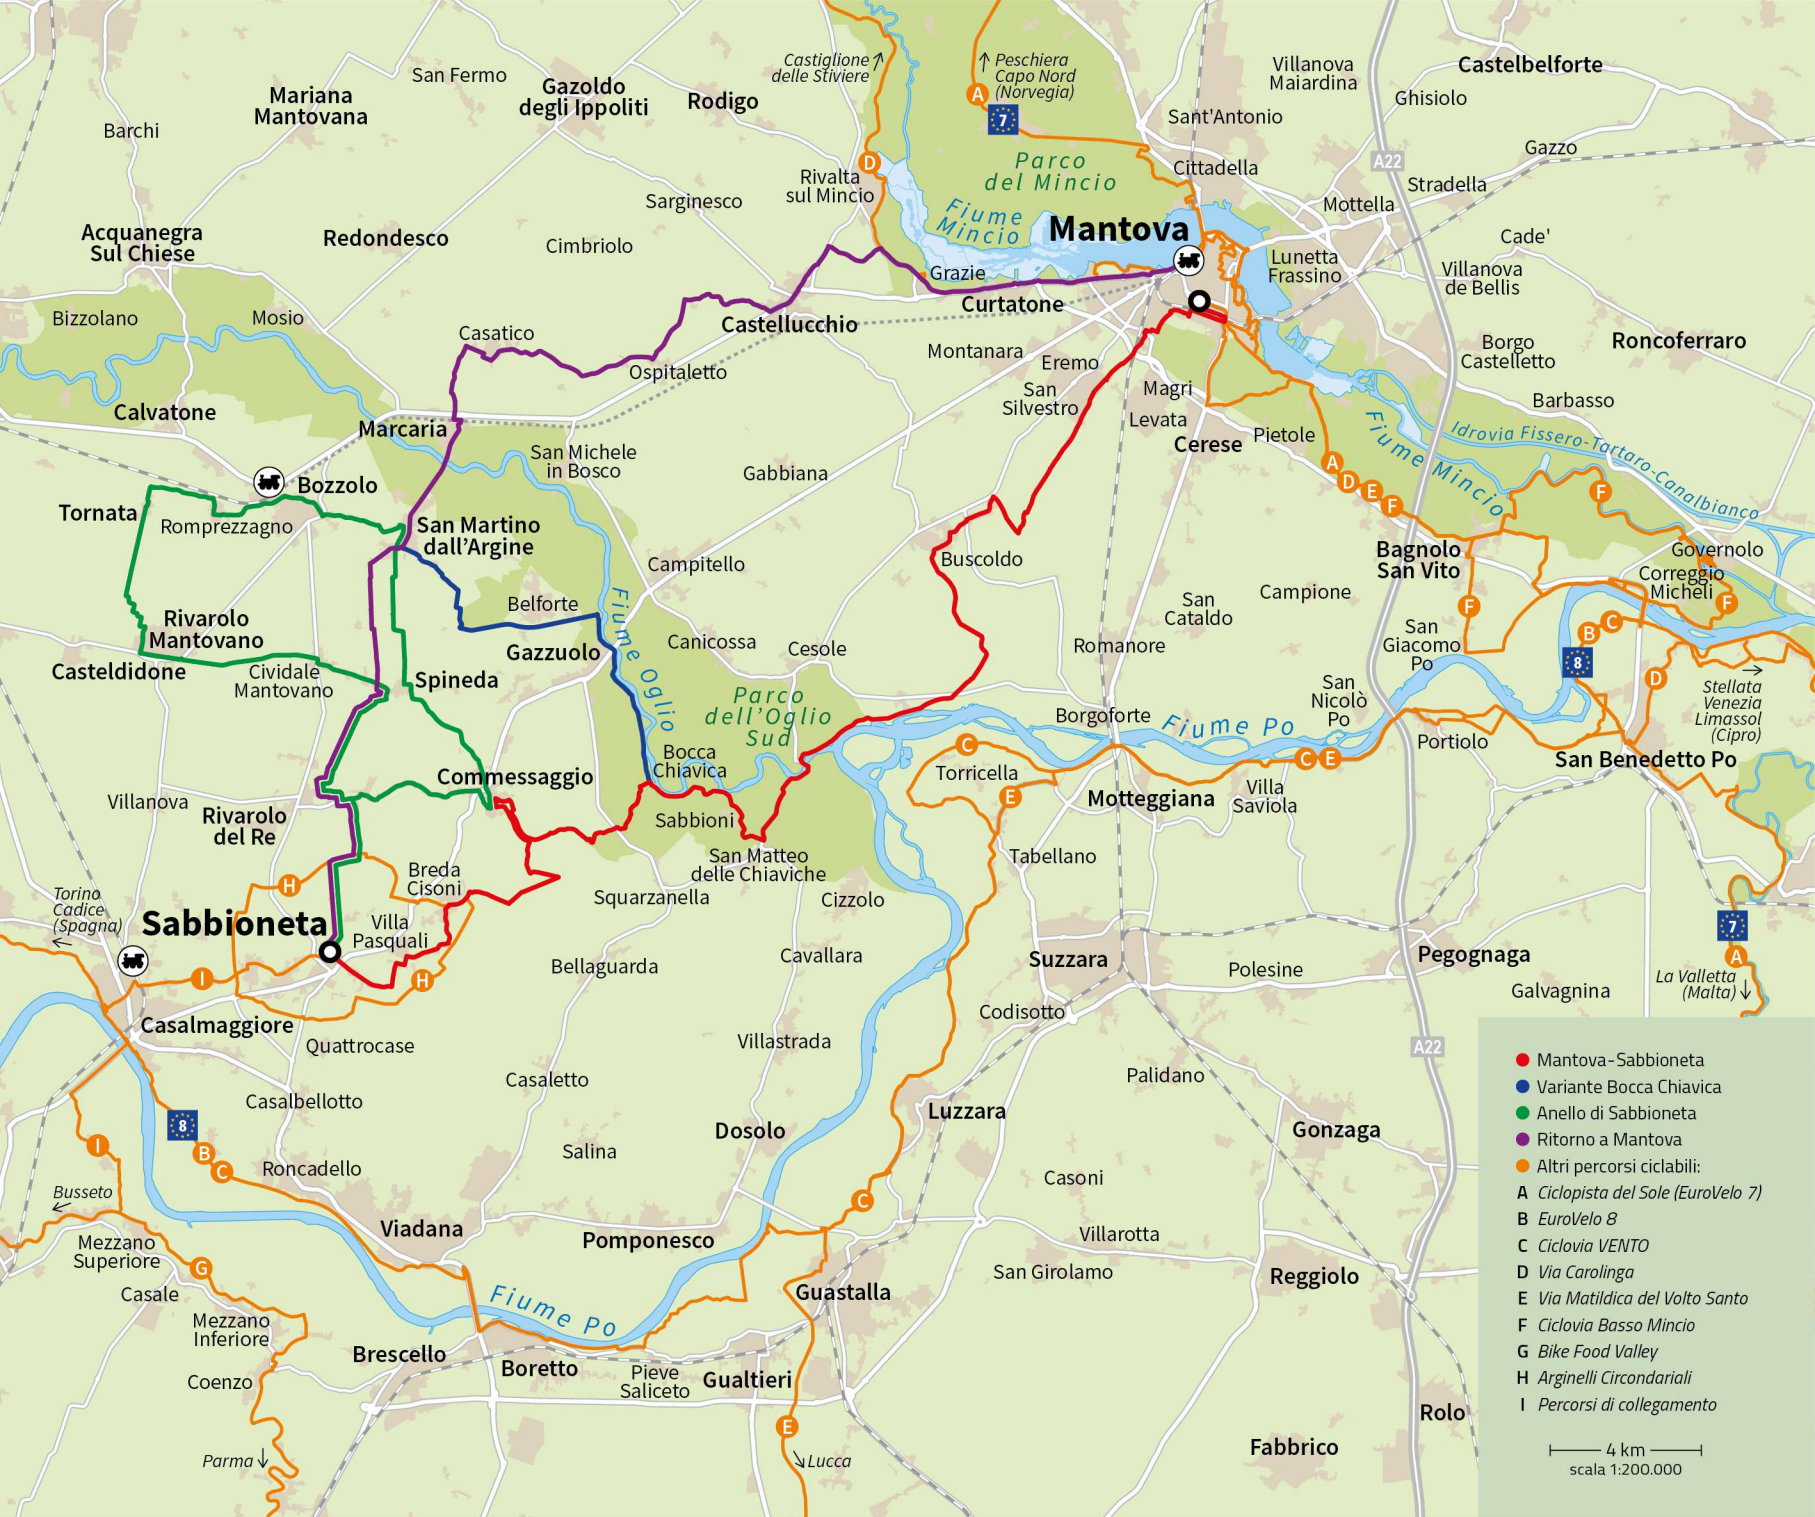 Castiglione
delle Stiviere
Peschiera
Capo Nord
(Norvegia)
A
7
Villanova
Maiardina
Castelbelforte
Ghisiolo
San Fermo
Gazoldo
degli Ippoliti
Rodigo
Mariana
Mantovana
Barchi
Sant'Antonio
Gazzo
A22
Parco
del Mincio
D
Rivalta
sul Mincio
Cittadella
Stradella
Mottella
Sarginesco
Fiume
Mincio
Mantova
Acquanegra
Sul Chiese
Redondesco
Cimbriolo
Cade'
Lunetta
Frassino
Villanova
de Bellis
Grazie
Curtatone
Bizzolano
Mosio
Casatico
Castellucchio
Montanara
Eremo
Borgo
Castelletto
Roncoferraro
Ospitaletto
San
Silvestro
Magri
Levata
Barbasso
Calvatone
Marcaria
Cerese
Pietole
Fiume Mincio
Idrovia Fissero-Tartaro-Canalbianco
San Michele
in Bosco
Gabbiana
A
D
E
F
F
Bozzolo
Tornata
Romprezzagno
San Martino
dall'Argine
Buscoldo
Bagnolo
San Vito
Governolo
Correggio
Micheli
Campitello
Belforte
Fiume Oglio
Campione
San
Cataldo
F
F
Rivarolo
Mantovano
Casteldidone
Cividale
Mantovano
Gazzuolo
Canicossa
Cesole
Romanore
San
Giacomo
Po
B
C
8
D
Spineda
Parco
dell'Oglio
Sud
Borgoforte
Fiume Po
San
Nicolò
Po
Portiolo
Stellata
Venezia
Limassol
(Cipro)
Bocca
Chiavica
C
Torricella
E
C
E
San Benedetto Po
Commessaggio
Villanova
Motteggiana
Villa
Saviola
Rivarolo
del Re
Sabbioni
San Matteo
delle Chiaviche
Tabellano
H
Breda
Cisoni
Squarzanella
Cizzolo
Torino
Cadice
(Spagna)
Sabbioneta
Villa
Pasquali
7
A
La Valletta
(Malta)
Bellaguarda
Cavallara
Suzzara
Polesine
Pegognaga
Galvagnina
I
H
Casalmaggiore
Quattrocase
Codisotto
Villastrada
A22
Casaletto
Palidano
Casalbellotto
Luzzara
8
B
C
I
Dosolo
Gonzaga
Salina
Roncadello
Casoni
Busseto
C
Viadana
Pomponesco
Villarotta
Mezzano
Superiore
G
San Girolamo
Reggiolo
Casale
Guastalla
Fiume Po
Mezzano
Inferiore
Brescello
Boretto
Pieve
Saliceto
Gualtieri
Coenzo
Rolo
E
Fabbrico
Parma
Lucca
Mantova-Sabbioneta
Variante Bocca Chiavica
Anello di Sabbioneta
Ritorno a Mantova
Altri percorsi ciclabili:
A Ciclopista del Sole (EuroVelo 7)
B EuroVelo 8
C Ciclovia VENTO
D Via Carolinga
E Via Matildica del Volto Santo
F Ciclovia Basso Mincio
G Bike Food Valley
H Arginelli Circondariali
I Percorsi di collegamento
4 km
scala 1:200.000